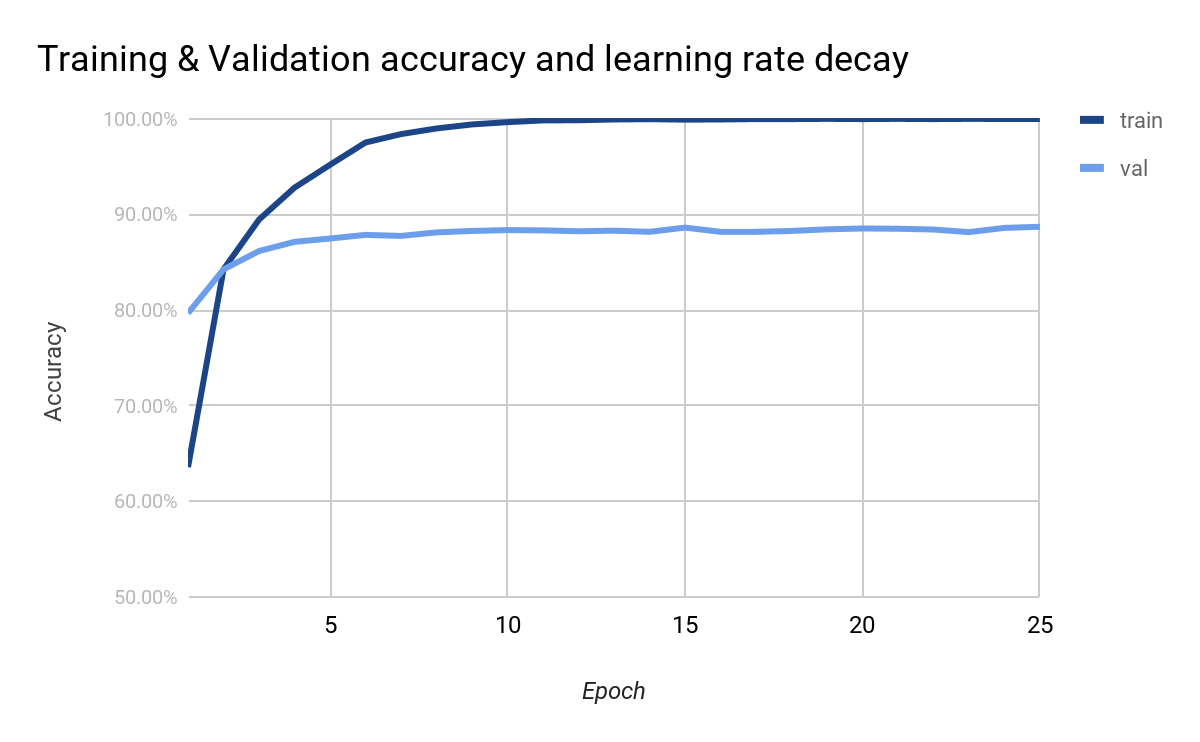 Training & Validation accuracy and learning rate decay
100.00%
90.00%
80.00%
70.00%
60.00%
50.00%
Accuracy
5 10 15 20 25
Epoch
train
val